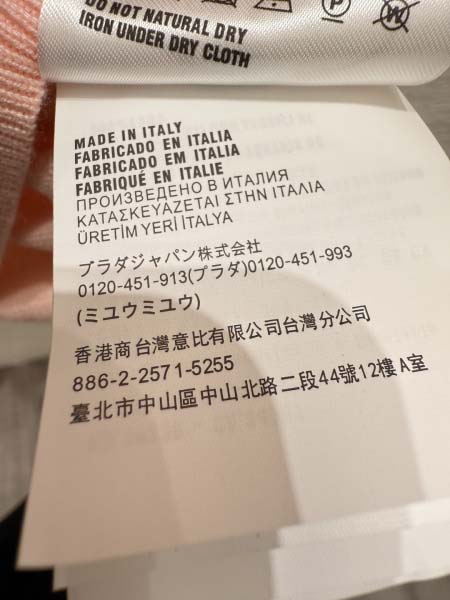 DO NOT NATURAL DRY
IRON UNDER DRY CLOTH
P
W
MADE IN ITALY
FABRICADO EN ITALIA
FABRICADO EM ITALIA
FABRIQUÉ EN ITALIE
ПРОИЗВЕДЕНО В ИТАЛИЯ
ΚΑΤΑΣΚΕΥΑΖΕΤΑΙ ΣΤΗΝ ΙΤΑΛΙΑ
ÜRETİM YERİ İTALYA
プラダジャパン株式会社
0120-451-913(プラダ)0120-451-993
(ミユウミユウ)
香港商台灣意比有限公司台灣分公司
886-2-2571-5255
臺北市中山區中山北路二段44號12樓A室